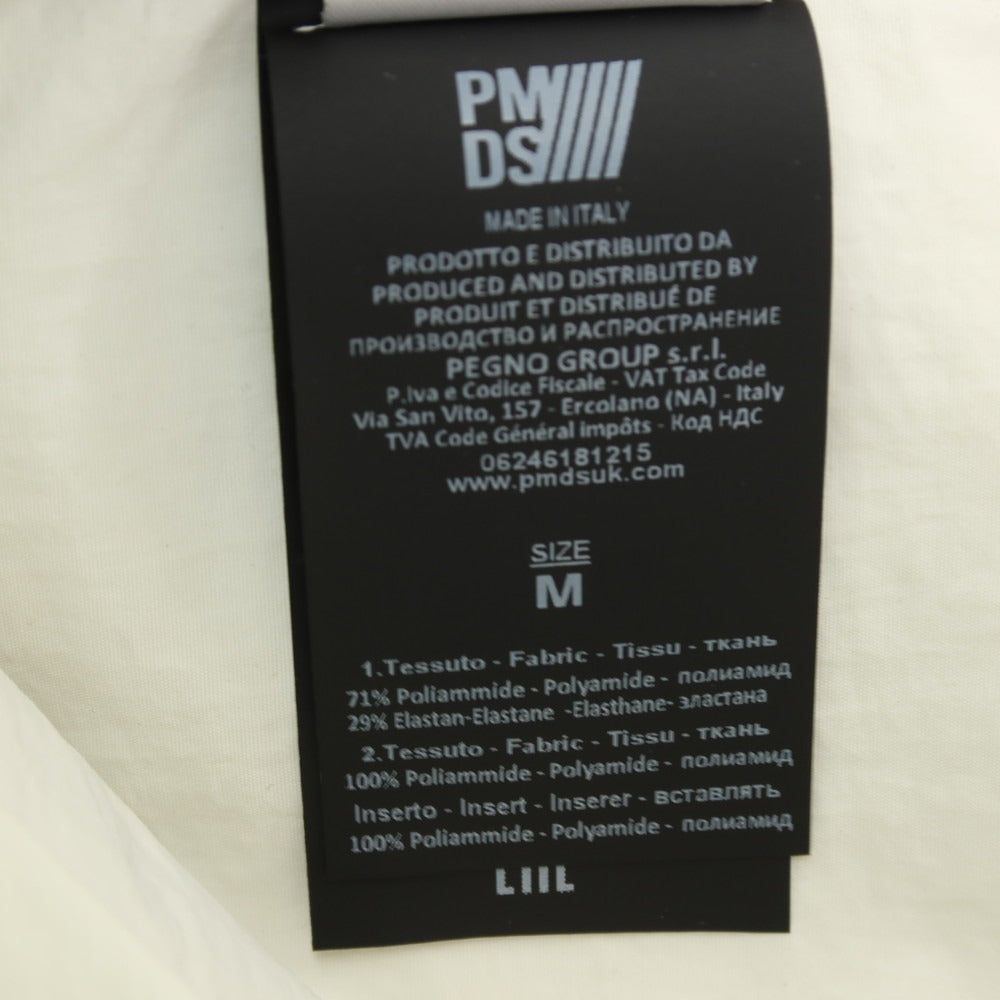 PM
DS
MADE IN ITALY
PRODOTTO E DISTRIBUITO DA
PRODUCED AND DISTRIBUTED BY
PRODUIT ET DISTRIBUÉ DE
ПРОИЗВОДСТВО И РАСПРОСТРАНЕНИЕ
PEGNO GROUP s.r.l.
P.Iva e Codice Fiscale - VAT Tax Code
Via San Vito, 157 - Ercolano (NA) - Italy
TVA Code Général impôts - Код НДС
06246181215
www.pmdsuk.com
SIZE
M
1.Tessuto - Fabric - Tissu - ткань
71% Poliammide - Polyamide - полиамид
29% Elastan-Elastane -Elasthane- эластана
2.Tessuto - Fabric - Tissu - ткань
100% Poliammide - Polyamide - полиамид
Inserto - Insert - Inserer - вставлять
100% Poliammide - Polyamide - полиамид